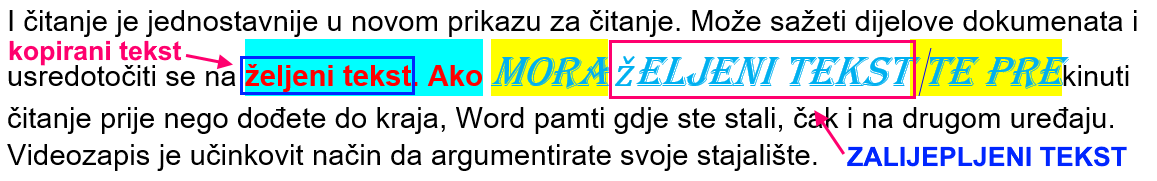 I čitanje je jednostavnije u novom prikazu za čitanje. Može sažeti dijelove dokumenata i
kopirani tekst
usredotočiti se na željeni tekst. Ako MORAŽELJENI TEKST TE PREkinuti
čitanje prije nego dođete do kraja, Word pamti gdje ste stali, čak i na drugom uređaju.
Videozapis je učinkovit način da argumentirate svoje stajalište. ZALIJEPLJENI TEKST